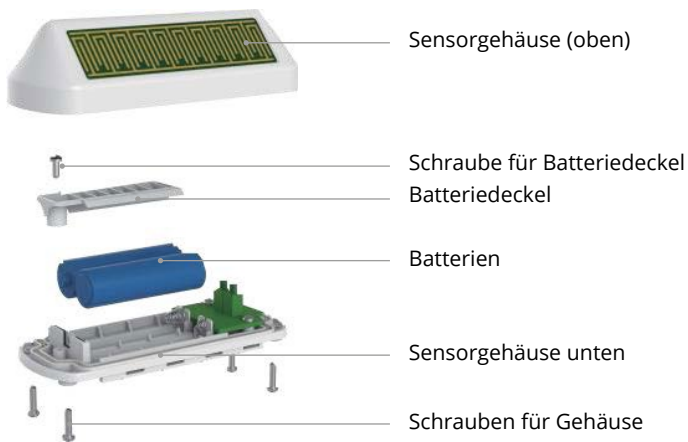 Sensorgehäuse (oben)
Schraube für Batteriedeckel
Batteriedeckel
Batterien
Sensorgehäuse unten
Schrauben für Gehäuse